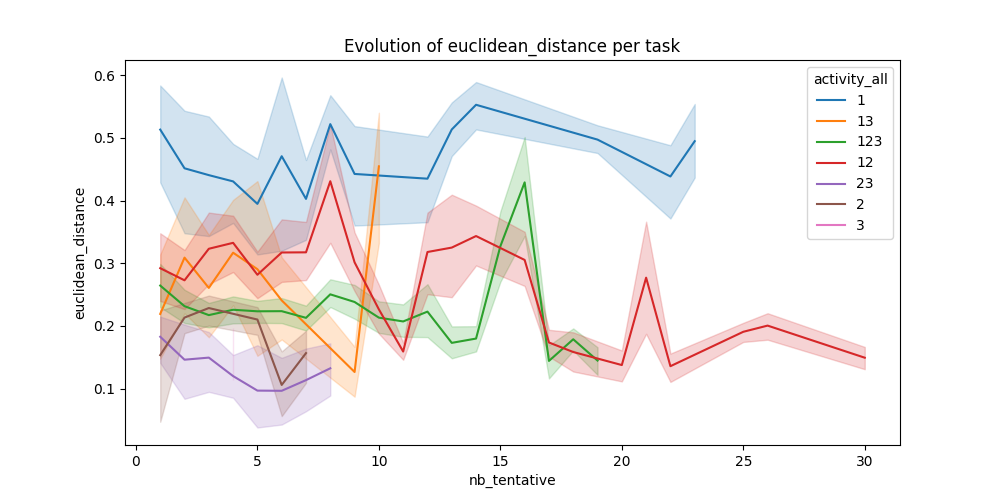 Evolution of euclidean_distance per task
euclidean_distance
0.6
0.5
0.4
0.3
0.2
0.1
0 5 10 15 20 25 30
nb_tentative
activity_all
1
13
123
12
23
2
3